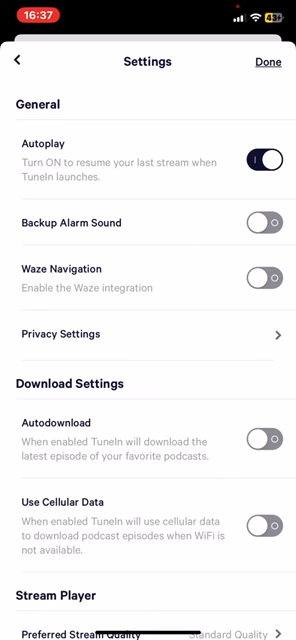 16:37
43
Settings
Done
General
Autoplay
Turn ON to resume your last stream when
TuneIn launches.
Backup Alarm Sound
Waze Navigation
Enable the Waze integration
Privacy Settings
Download Settings
Autodownload
When enabled TuneIn will download the
latest episode of your favorite podcasts.
Use Cellular Data
When enabled TuneIn will use cellular data
to download podcast episodes when WiFi is
not available.
Stream Player
Preferred Stream Quality Standard Quality